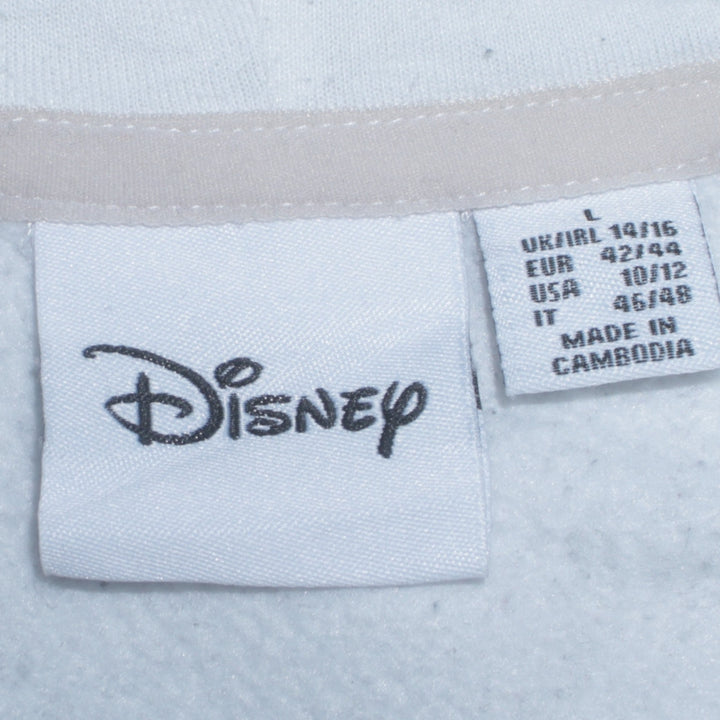 Disney
L
UK/IRL 14/16
EUR 42/44
USA 10/12
IT 46/48
MADE IN
CAMBODIA